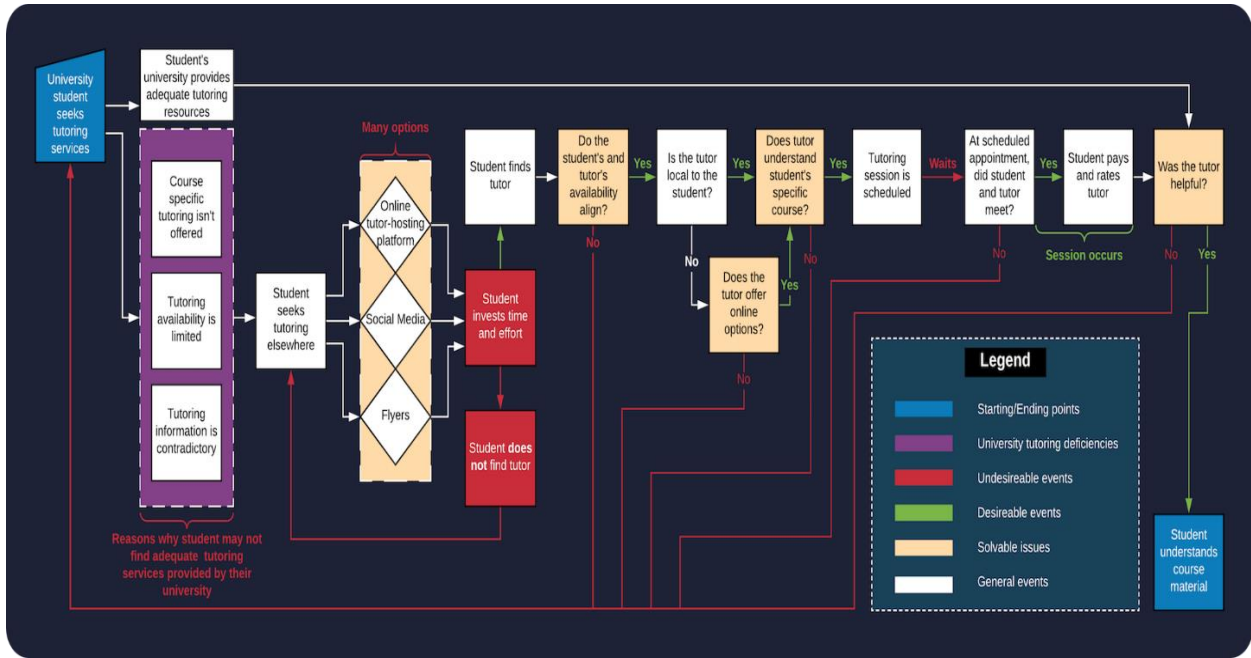 University
student
seeks
tutoring
services
Student's
university provides
adequate tutoring
resources
Course
specific
tutoring isn't
offered
Tutoring
availability is
limited
Tutoring
information is
contradictory
Reasons why student may not
find adequate tutoring
services provided by their
university
Student
seeks
tutoring
elsewhere
Many options
Online
tutor-hosting
platform
Social Media
Flyers
Student finds
tutor
Student
invests time
and effort
Student does
not find tutor
Do the
student's and
tutor's
availability
align?
Yes
No
Is the tutor
local to the
student?
Yes
No
Does the
tutor offer
online
options?
Yes
No
Does tutor
understand
student's
specific
course?
Yes
No
Tutoring
session is
scheduled
Waits
At scheduled
appointment,
did student
and tutor
meet?
Yes
No
Student pays
and rates
tutor
Session occurs
Was the tutor
helpful?
No
Yes
Student
understands
course
material
Legend
Starting/Ending points
University tutoring deficiencies
Undesireable events
Desireable events
Solvable issues
General events